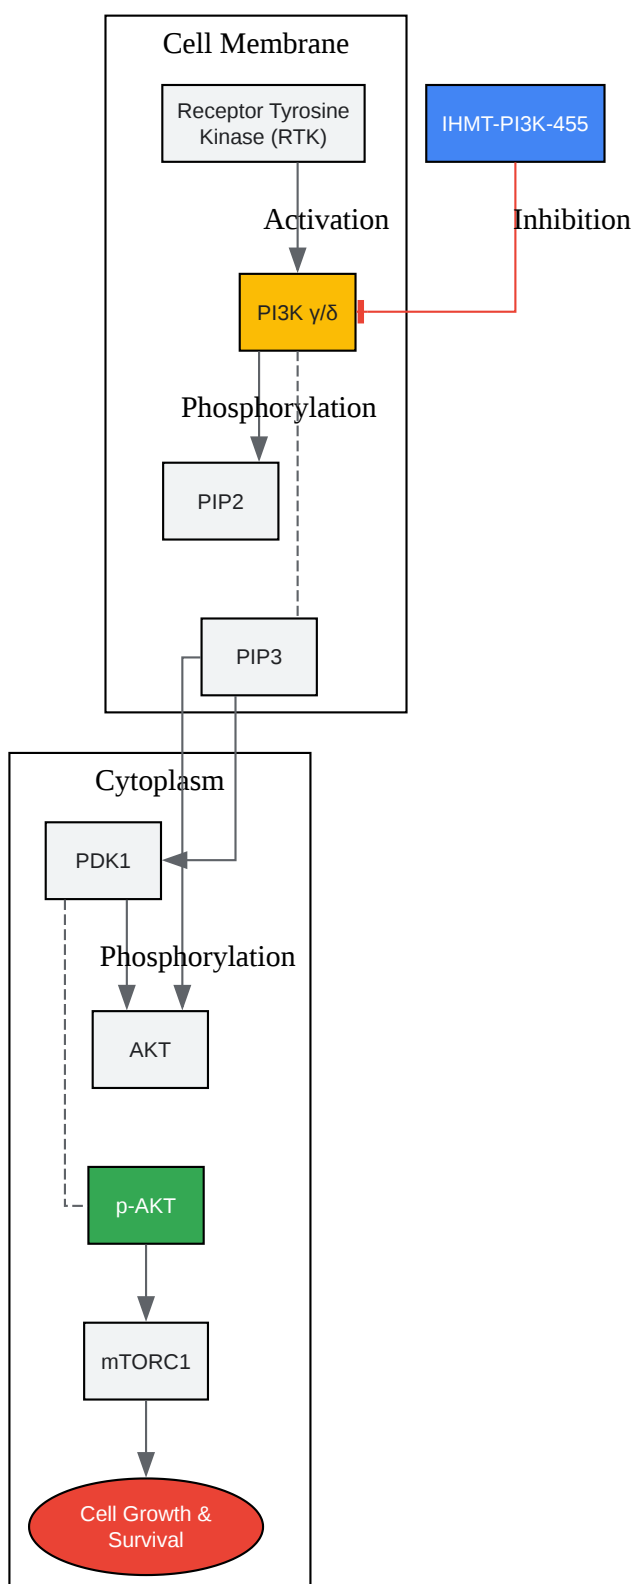 Cell Membrane
Receptor Tyrosine
Kinase (RTK)
IHMT-PI3K-455
Activation
Inhibition
PI3K γ/δ
Phosphorylation
PIP2
PIP3
Cytoplasm
PDK1
Phosphorylation
AKT
p-AKT
mTORC1
Cell Growth &
Survival